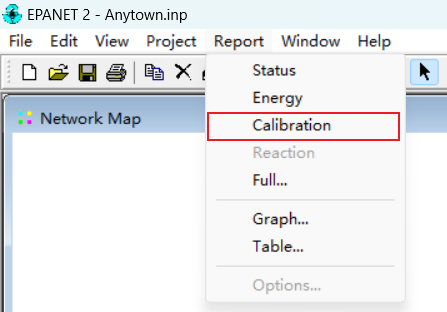 EPANET 2 - Anytown.inp
File Edit View Project Report Window Help
Status
Network Map
Energy
Calibration
Reaction
Full...
Graph...
Table...
Options...